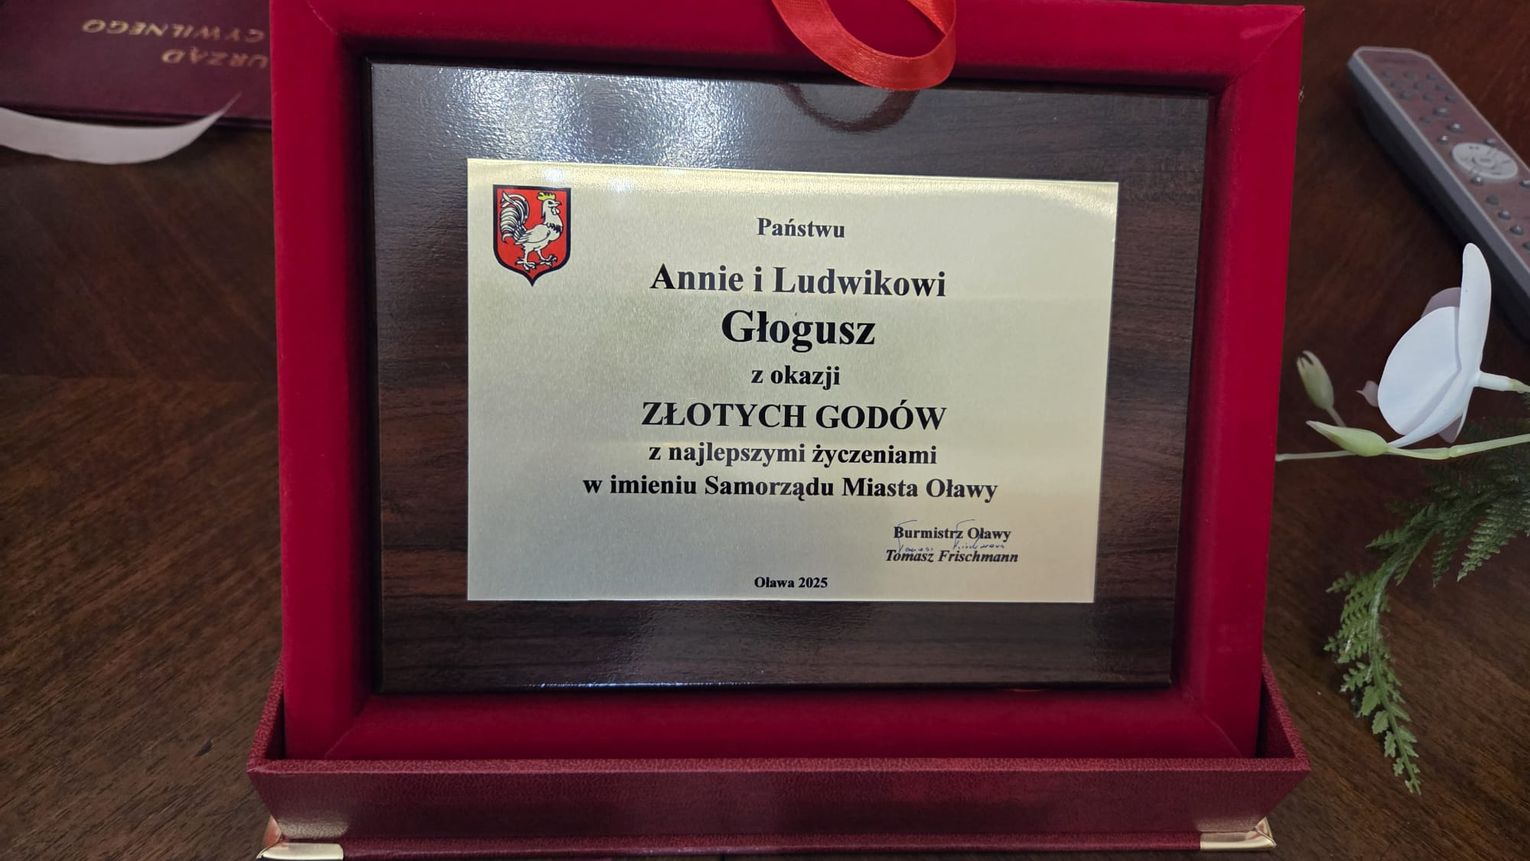 URZĄD
CYWILNEGO
Państwu
Annie i Ludwikowi
Głogusz
z okazji
ZŁOTYCH GODÓW
z najlepszymi życzeniami
w imieniu Samorządu Miasta Oławy
Burmistrz Oławy
Tomasz Frischmann
Oława 2025